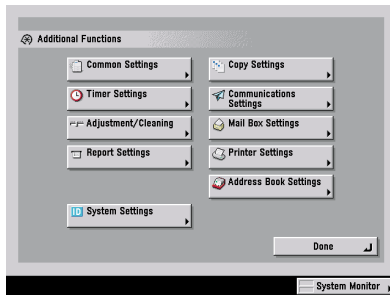 Additional Functions
Common Settings
Copy Settings
Timer Settings
Communications
Settings
Adjustment/Cleaning
Mail Box Settings
Report Settings
Printer Settings
Address Book Settings
ID System Settings
Done
System Monitor